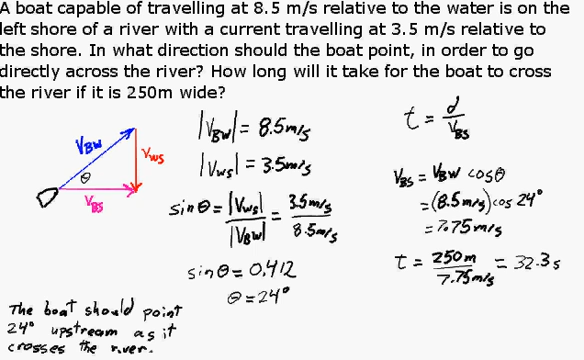 A boat capable of travelling at 8.5 m/s relative to the water is on the
left shore of a river with a current travelling at 3.5 m/s relative to
the shore. In what direction should the boat point, in order to go
directly across the river? How long will it take for the boat to cross
the river if it is 250m wide?
V_BW
V_WS
θ
V_BS
|V_BW| = 8.5m/s
|V_WS| = 3.5m/s
sinθ = |V_WS| / |V_BW| = 3.5m/s / 8.5m/s
sinθ = 0.412
θ = 24°
The boat should point
24° upstream as it
crosses the river.
t = d / V_BS
V_BS = V_BW cosθ
= (8.5m/s) cos 24°
= 7.75 m/s
t = 250m / 7.75m/s = 32.3s